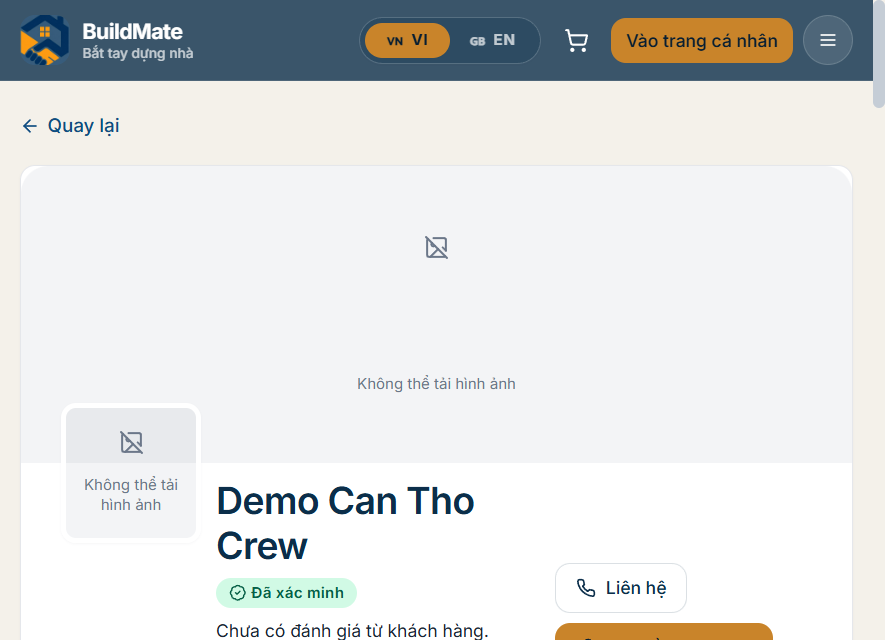 BuildMate
Bắt tay dựng nhà
VN VI
GB EN
Vào trang cá nhân
Quay lại
Không thể tải hình ảnh
Không thể tải
hình ảnh
Demo Can Tho
Crew
Đã xác minh
Liên hệ
Chưa có đánh giá từ khách hàng.